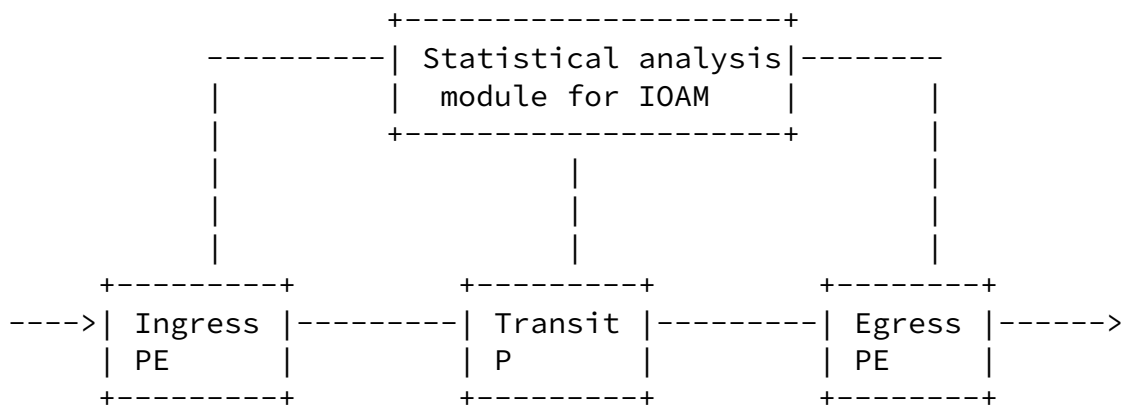 Statistical analysis
module for IOAM
Ingress
PE
Transit
P
Egress
PE